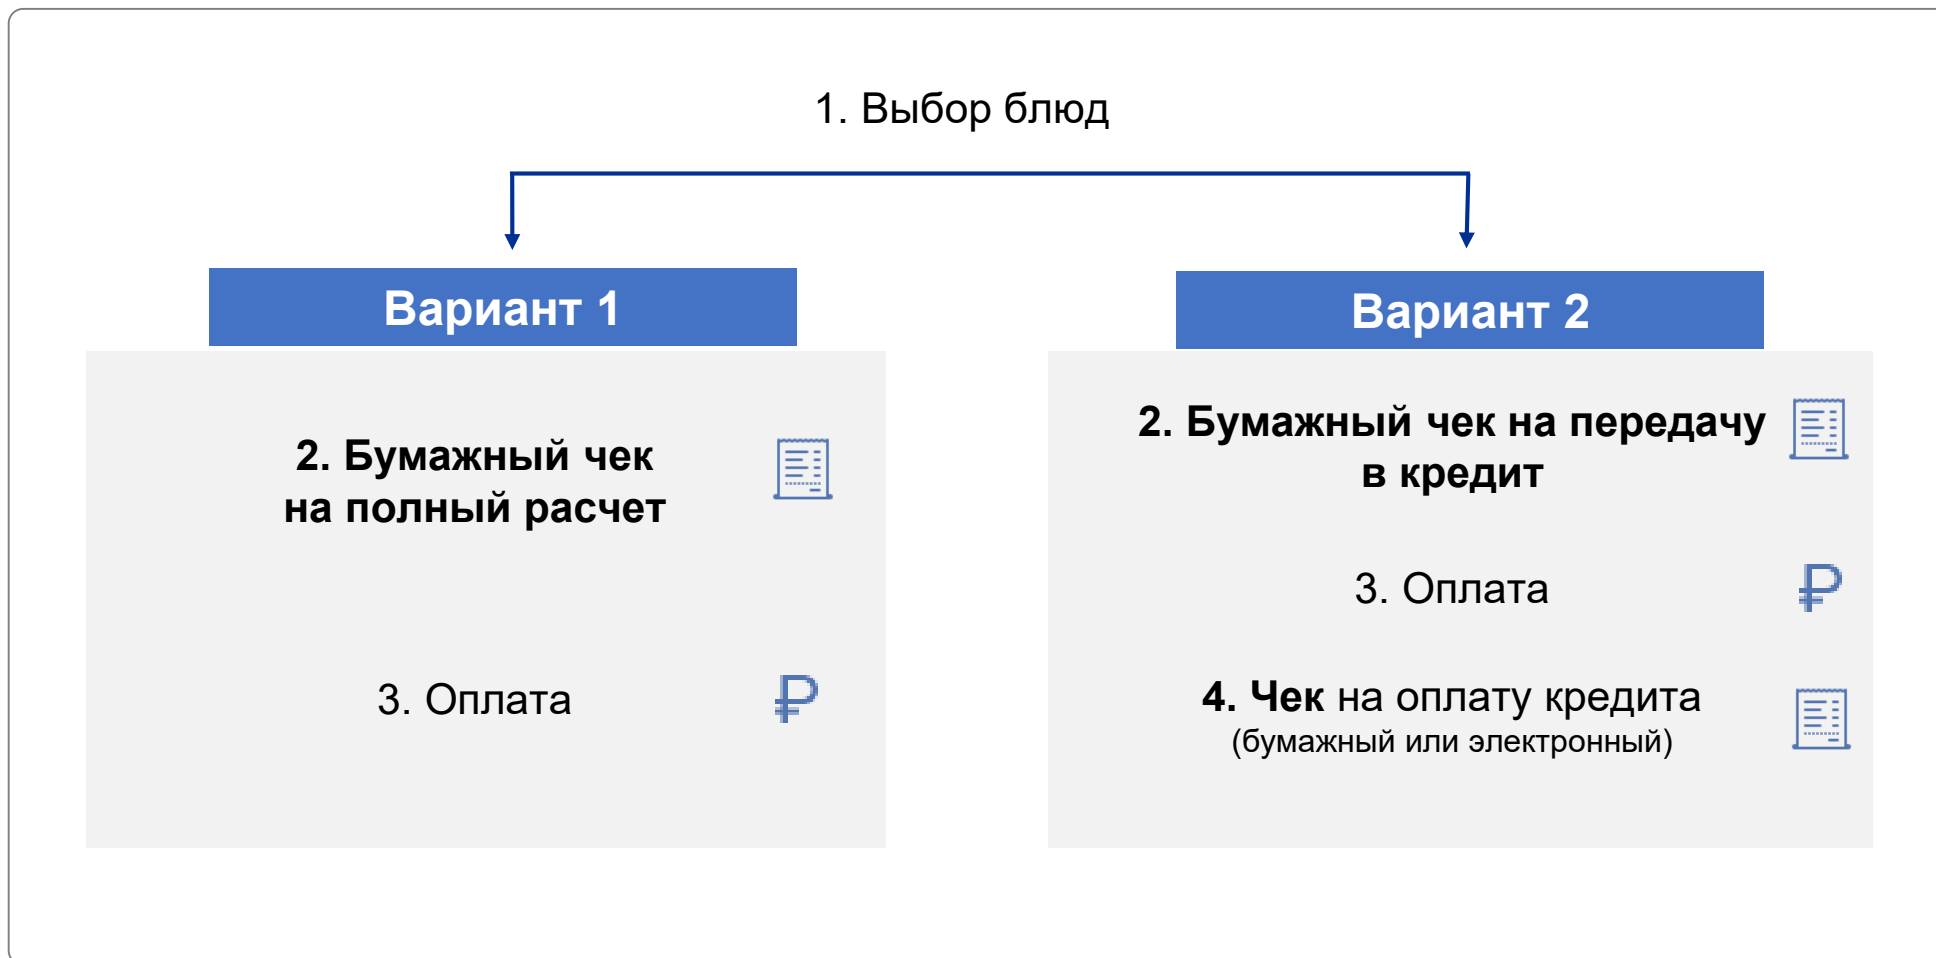 1. Выбор блюд
Вариант 1
2. Бумажный чек
на полный расчет
3. Оплата
Вариант 2
2. Бумажный чек на передачу
в кредит
3. Оплата
4. Чек на оплату кредита
(бумажный или электронный)